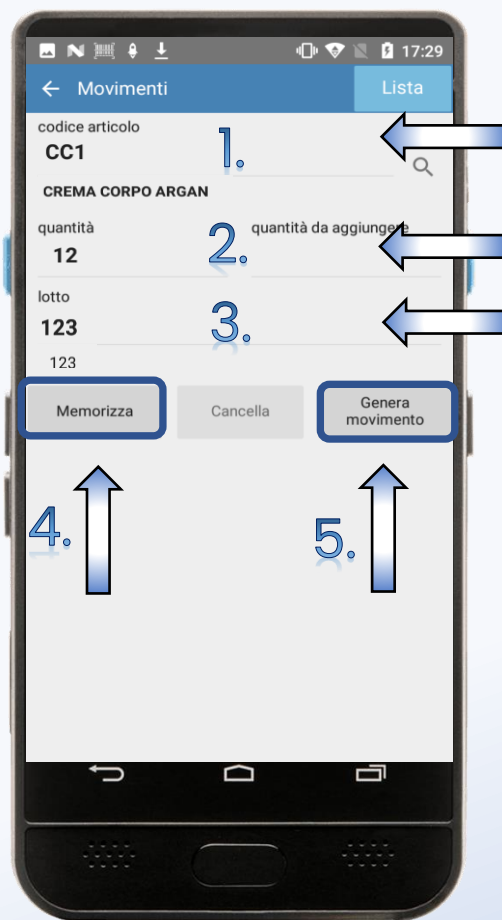 17:29
Movimenti
Lista
codice articolo
CC1
1.
CREMA CORPO ARGAN
quantità
quantità da aggiungere
12
2.
lotto
123
3.
123
Memorizza
Cancella
Genera
movimento
4.
5.